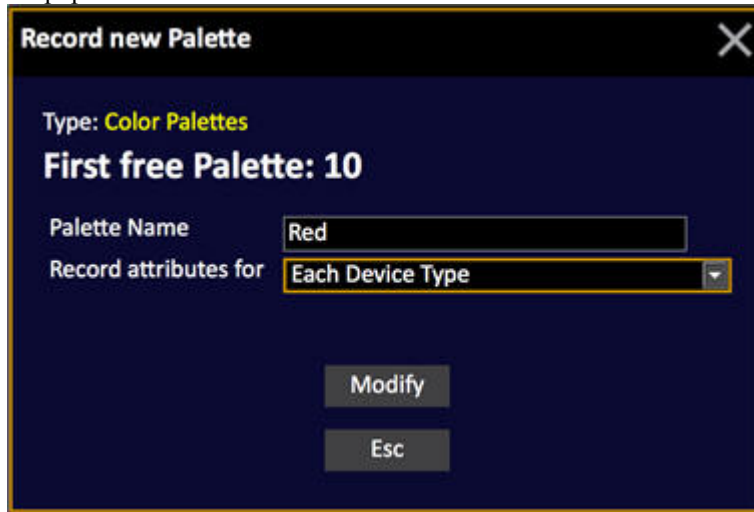 Record new Palette
Type: Color Palettes
First free Palette: 10
Palette Name Red
Record attributes for Each Device Type
Modify
Esc